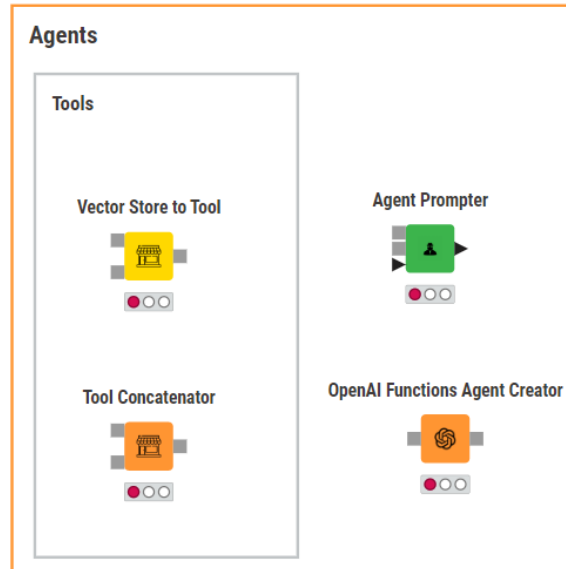 Agents
Tools
Vector Store to Tool
Agent Prompter
Tool Concatenator
OpenAI Functions Agent Creator